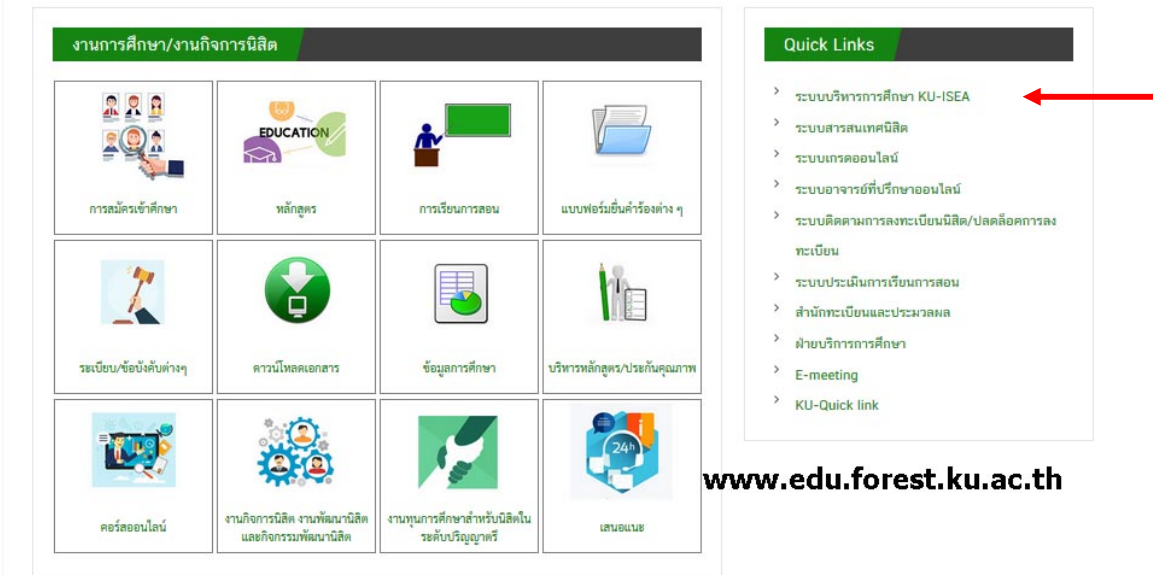 งานการศึกษา/งานกิจการนิสิต
EDUCATION
การสมัครเข้าศึกษา
หลักสูตร
การเรียนการสอน
แบบฟอร์มยื่นคำร้องต่าง ๆ
ระเบียบ/ข้อบังคับต่างๆ
ดาวน์โหลดเอกสาร
ข้อมูลการศึกษา
บริหารหลักสูตร/ประกันคุณภาพ
24h
คอร์สออนไลน์
งานกิจการนิสิต งานพัฒนานิสิต
และกิจกรรมพัฒนานิสิต
งานทุนการศึกษาสำหรับนิสิตใน
ระดับปริญญาตรี
เสนอแนะ
Quick Links
ระบบบริหารการศึกษา KU-ISEA
ระบบสารสนเทศนิสิต
ระบบเกรดออนไลน์
ระบบอาจารย์ที่ปรึกษาออนไลน์
ระบบติดตามการลงทะเบียนนิสิต/ปลดล็อคการลง
ทะเบียน
ระบบประเมินการเรียนการสอน
สำนักทะเบียนและประมวลผล
ฝ่ายบริการการศึกษา
E-meeting
KU-Quick link
www.edu.forest.ku.ac.th